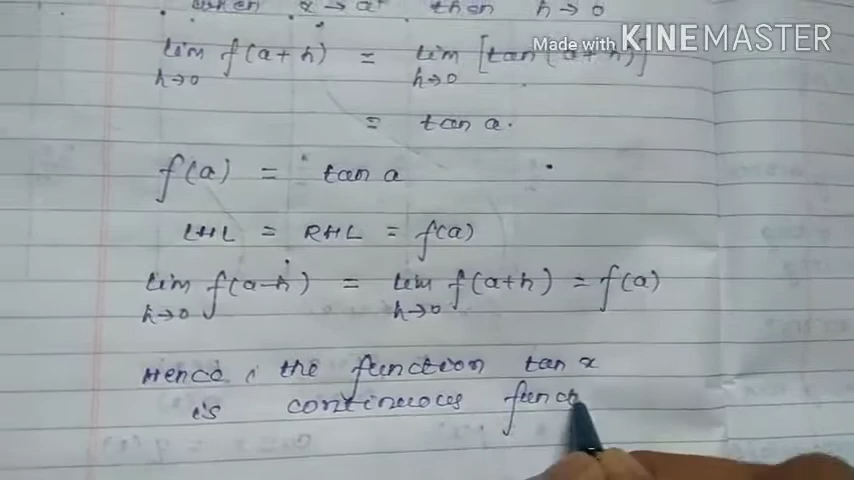 when x→a⁺ then h→0
Made with KINEMASTER
lim f(a+h) = lim [tan(a+h)]
h→0 h→0
= tan a.
f(a) = tan a
LHL = RHL = f(a)
lim f(a-h) = lim f(a+h) = f(a)
h→0 h→0
Hence, the function tan x
is continuous func